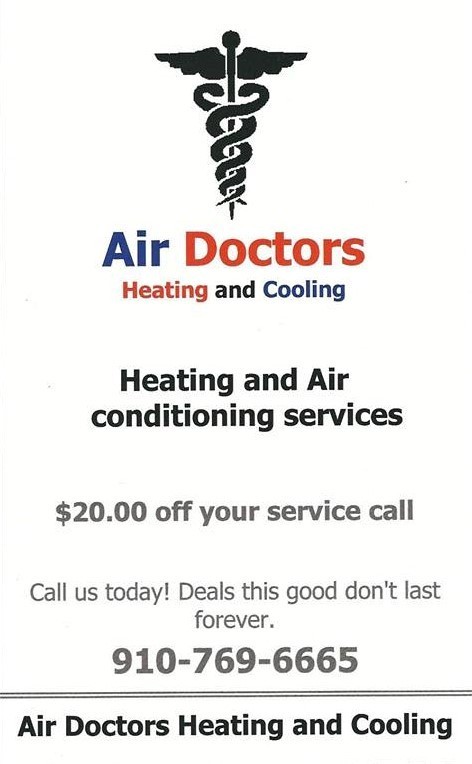 Air Doctors
Heating and Cooling
Heating and Air
conditioning services
$20.00 off your service call
Call us today! Deals this good don't last
forever.
910-769-6665
Air Doctors Heating and Cooling